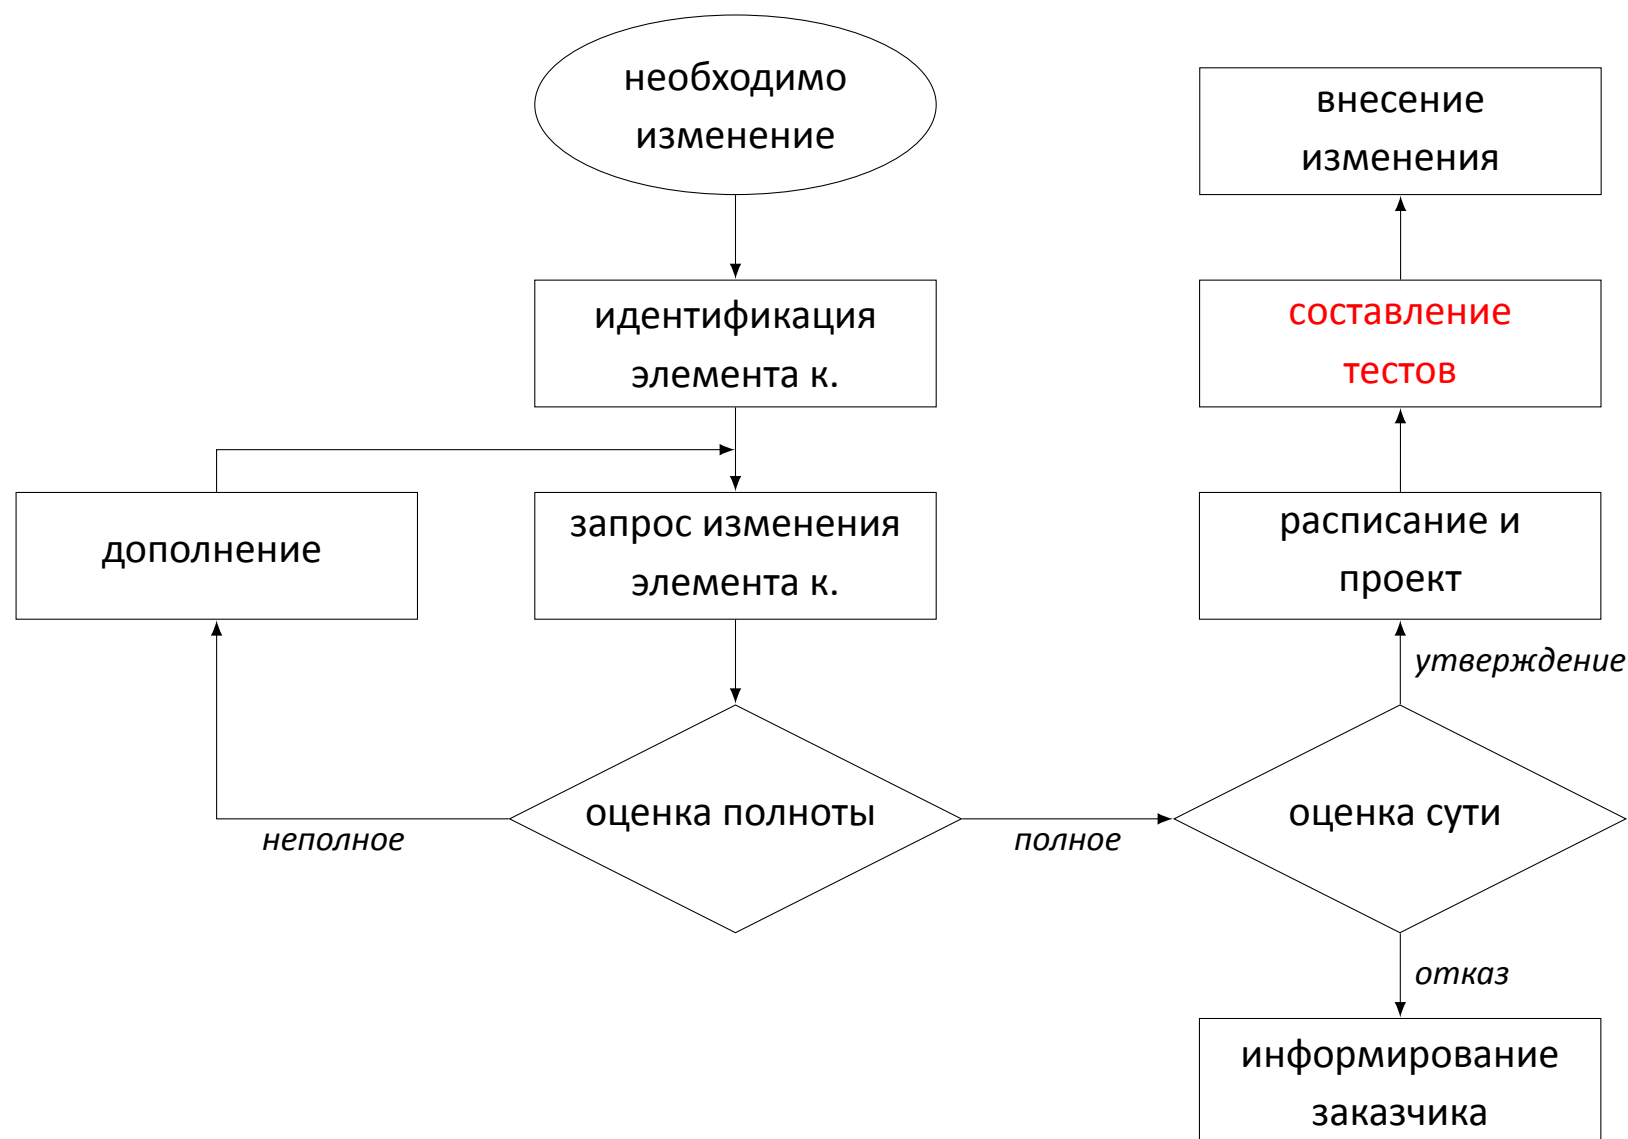 необходимо
изменение
внесение
изменения
идентификация
элемента к.
составление
тестов
дополнение
запрос изменения
элемента к.
расписание и
проект
утверждение
оценка полноты
оценка сути
неполное
полное
отказ
информирование
заказчика